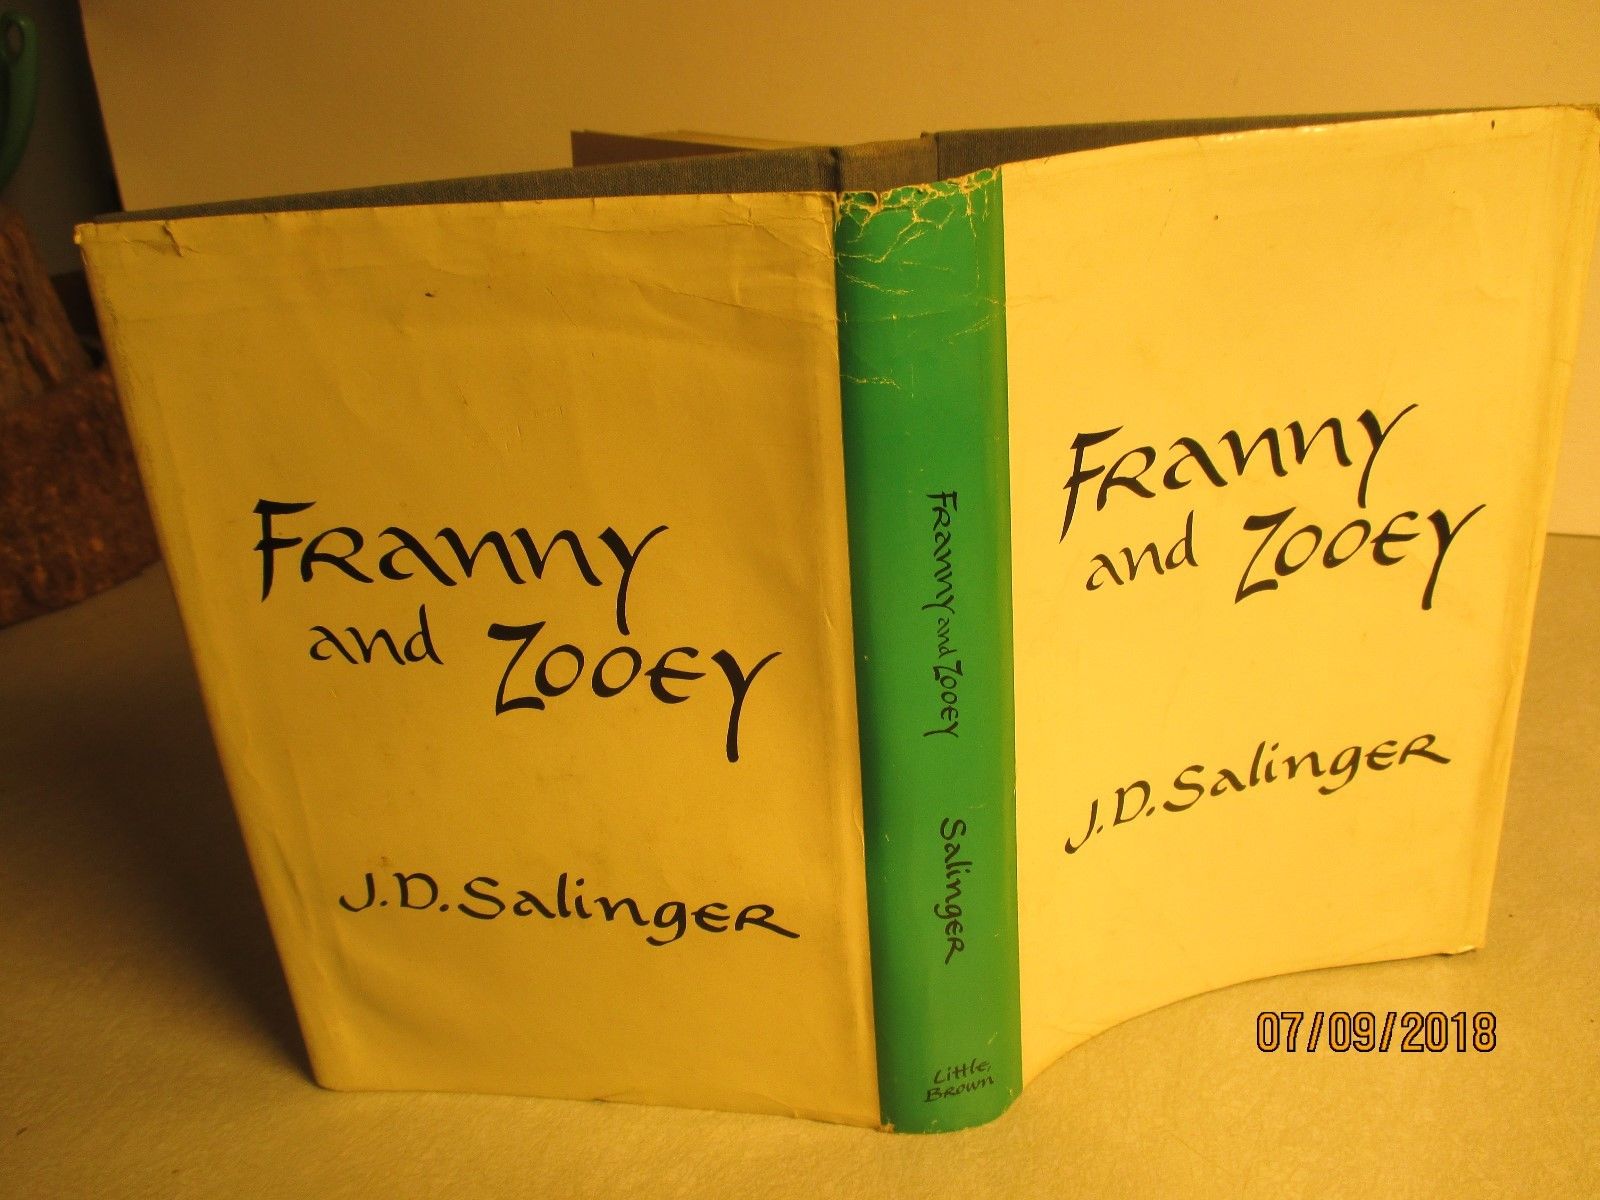 Franny
and Zooey
J.D. Salinger
Franny and Zooey
Salinger
Little,
Brown
Franny
and Zooey
J.D. Salinger
07/09/2018